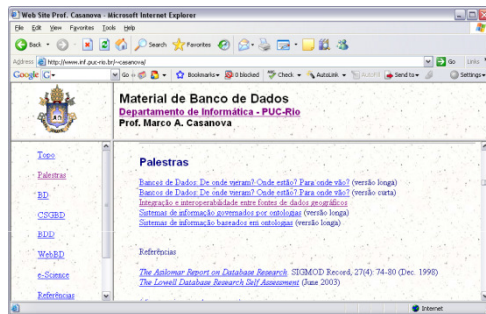 Web Site Prof. Casanova - Microsoft Internet Explorer
File Edit View Favorites Tools Help
Back Search Favorites
Address http://www.inf.puc-rio.br/~casanova/ Go Links
Google G Go Bookmarks 0 blocked Check AutoLink AutoFill Send to Settings
Material de Banco de Dados
Departamento de Informática - PUC-Rio
Prof. Marco A. Casanova
Topo
Palestras
BD
CSGBD
BDD
WebBD
e-Science
Referências
Palestras
Bancos de Dados: De onde vieram? Onde estão? Para onde vão? (versão longa)
Bancos de Dados: De onde vieram? Onde estão? Para onde vão? (versão curta)
Integração e interoperabilidade entre fontes de dados geográficos
Sistemas de informação governados por ontologias (versão longa)
Sistemas de informação baseados em ontologias (versão longa)
Referências
The Asilomar Report on Database Research. SIGMOD Record, 27(4): 74-80 (Dec. 1998)
The Lowell Database Research Self Assessment (June 2003)
Internet